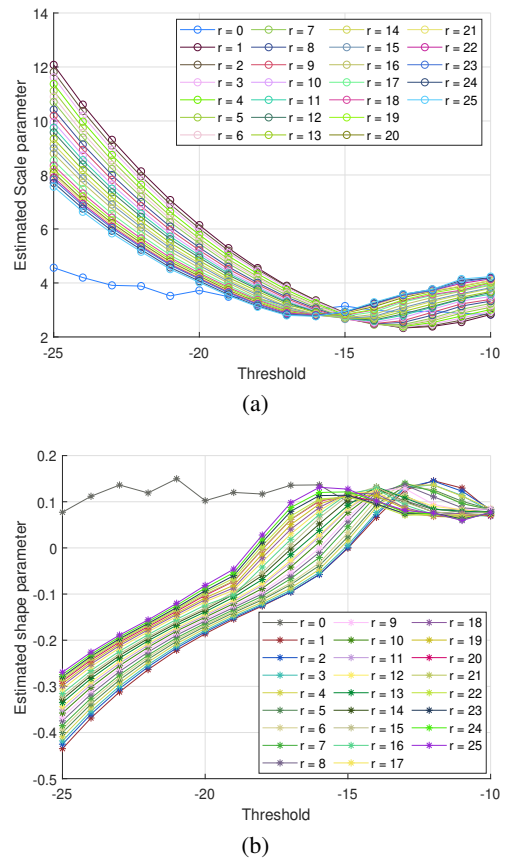 14
12
10
8
6
4
2
Estimated Scale parameter
r = 0 r = 7 r = 14 r = 21
r = 1 r = 8 r = 15 r = 22
r = 2 r = 9 r = 16 r = 23
r = 3 r = 10 r = 17 r = 24
r = 4 r = 11 r = 18 r = 25
r = 5 r = 12 r = 19
r = 6 r = 13 r = 20
-25 -20 -15 -10
Threshold
(a)
0.2
0.1
0
-0.1
-0.2
-0.3
-0.4
-0.5
Estimated shape parameter
r = 0 r = 9 r = 18
r = 1 r = 10 r = 19
r = 2 r = 11 r = 20
r = 3 r = 12 r = 21
r = 4 r = 13 r = 22
r = 5 r = 14 r = 23
r = 6 r = 15 r = 24
r = 7 r = 16 r = 25
r = 8 r = 17
-25 -20 -15 -10
Threshold
(b)